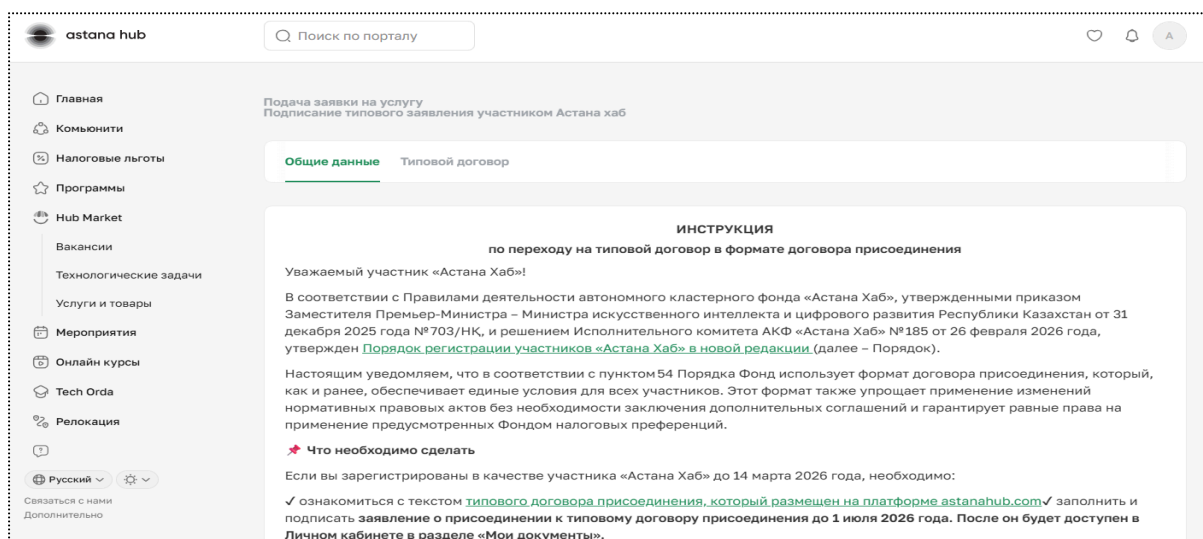 astana hub
Поиск по порталу
А
Главная
Комьюнити
Налоговые льготы
Программы
Hub Market
Вакансии
Технологические задачи
Услуги и товары
Мероприятия
Онлайн курсы
Tech Orda
Релокация
Русский
Связаться с нами
Дополнительно
Подача заявки на услугу
Подписание типового заявления участником Астана хаб
Общие данные Типовой договор
ИНСТРУКЦИЯ
по переходу на типовой договор в формате договора присоединения
Уважаемый участник «Астана Хаб»!
В соответствии с Правилами деятельности автономного кластерного фонда «Астана Хаб», утвержденными приказом
Заместителя Премьер-Министра – Министра искусственного интеллекта и цифрового развития Республики Казахстан от 31
декабря 2025 года №703/НҚ, и решением Исполнительного комитета АКФ «Астана Хаб» №185 от 26 февраля 2026 года,
утвержден Порядок регистрации участников «Астана Хаб» в новой редакции (далее – Порядок).
Настоящим уведомляем, что в соответствии с пунктом 54 Порядка Фонд использует формат договора присоединения, который,
как и ранее, обеспечивает единые условия для всех участников. Этот формат также упрощает применение изменений
нормативных правовых актов без необходимости заключения дополнительных соглашений и гарантирует равные права на
применение предусмотренных Фондом налоговых преференций.
📌 Что необходимо сделать
Если вы зарегистрированы в качестве участника «Астана Хаб» до 14 марта 2026 года, необходимо:
✓ ознакомиться с текстом типового договора присоединения, который размещен на платформе astanahub.com✓ заполнить и
подписать заявление о присоединении к типовому договору присоединения до 1 июля 2026 года. После он будет доступен в
Личном кабинете в разделе «Мои документы».